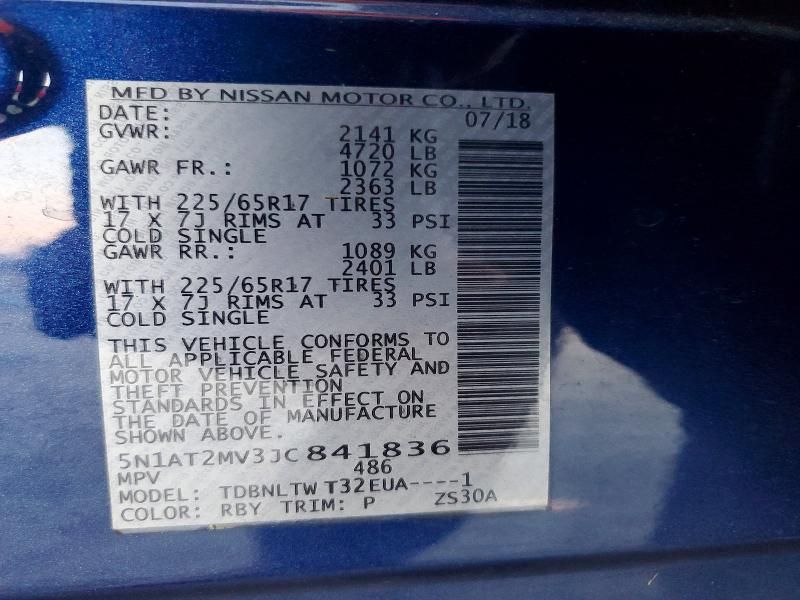 MFD BY NISSAN MOTOR CO., LTD.
DATE: 07/18
GVWR: 2141 KG
4720 LB
GAWR FR.: 1072 KG
2363 LB
WITH 225/65R17 TIRES
17 X 7J RIMS AT 33 PSI
COLD SINGLE
GAWR RR.: 1089 KG
2401 LB
WITH 225/65R17 TIRES
17 X 7J RIMS AT 33 PSI
COLD SINGLE
THIS VEHICLE CONFORMS TO
ALL APPLICABLE FEDERAL
MOTOR VEHICLE SAFETY AND
THEFT PREVENTION
STANDARDS IN EFFECT ON
THE DATE OF MANUFACTURE
SHOWN ABOVE.
5N1AT2MV3JC841836
MPV 486
MODEL: TDBNLTWT32EUA----1
COLOR: RBY TRIM: P ZS30A